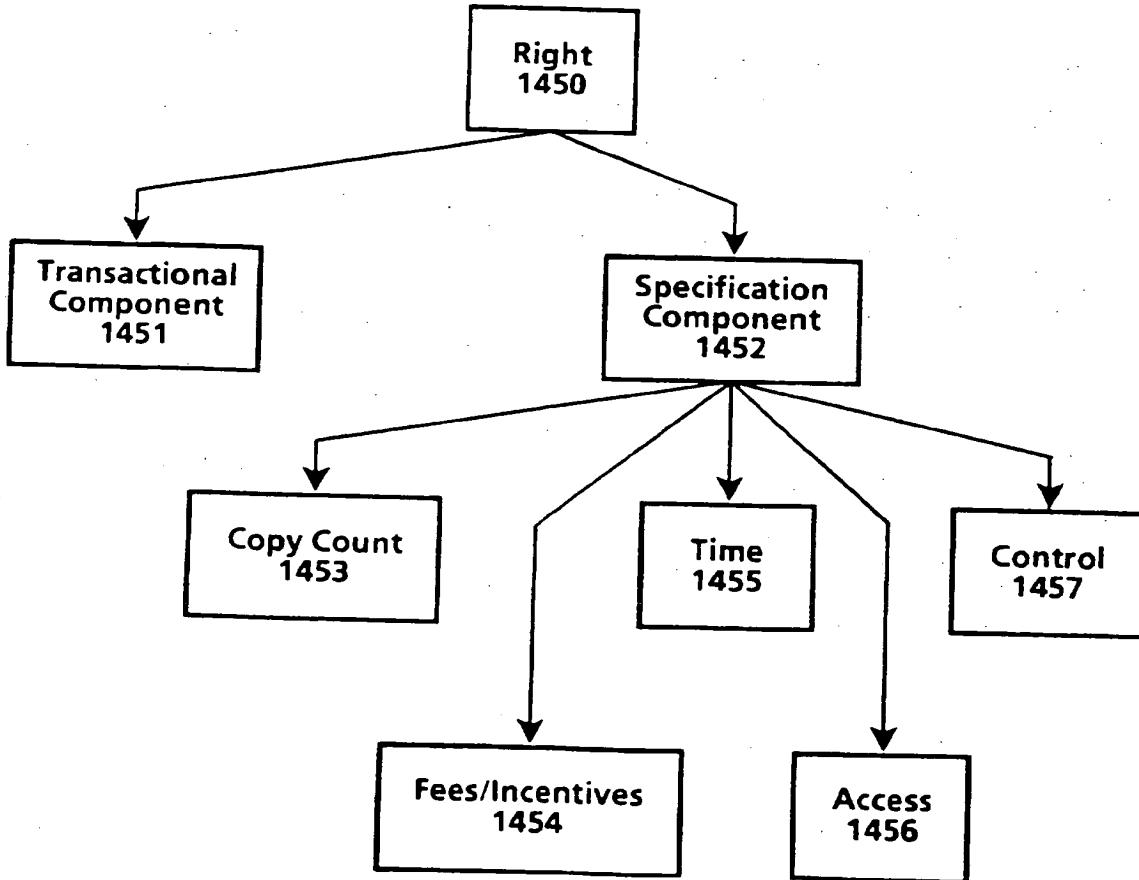 Right
1450
Transactional
Component
1451
Specification
Component
1452
Copy Count
1453
Time
1455
Control
1457
Fees/Incentives
1454
Access
1456